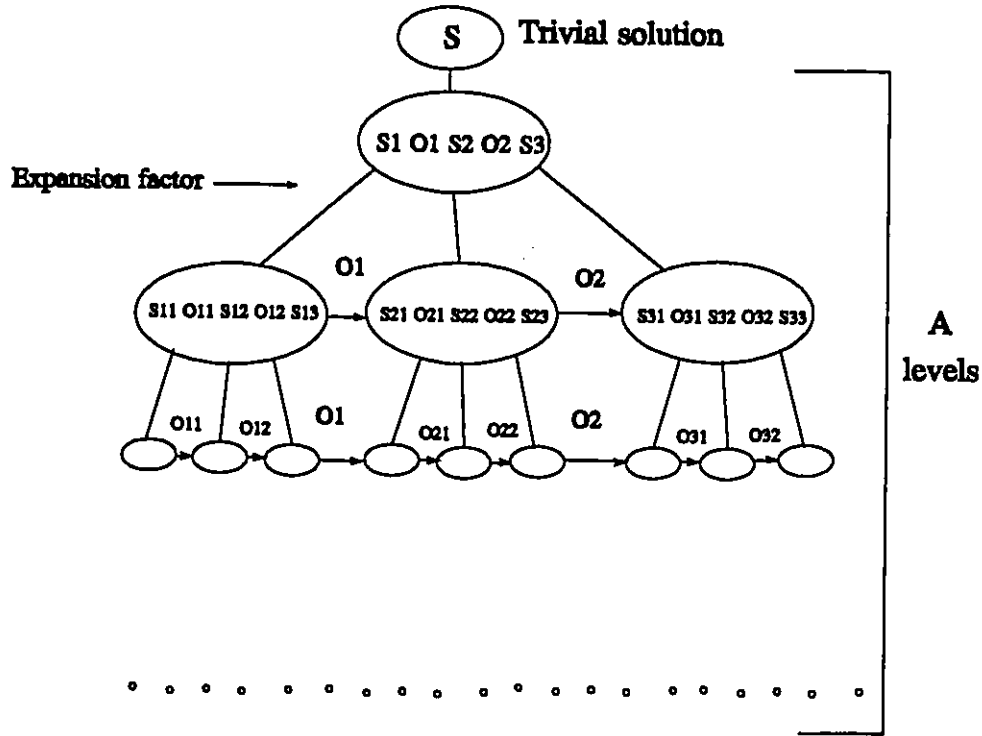 S Trivial solution
S1 O1 S2 O2 S3
Expansion factor
O1 O2
S11 O11 S12 O12 S13 S21 O21 S22 O22 S23 S31 O31 S32 O32 S33
A
levels
O11 O12 O1 O21 O22 O2 O31 O32